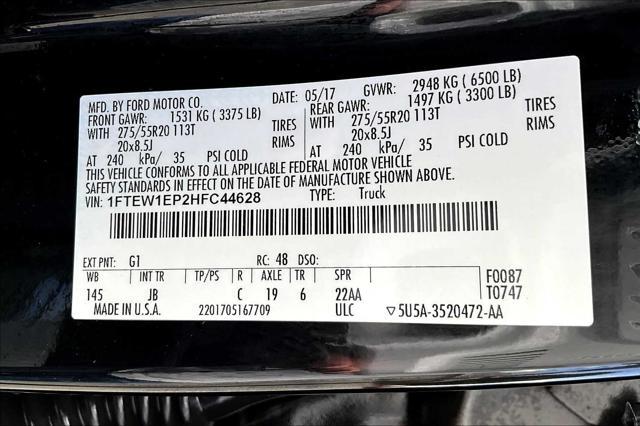 MFD. BY FORD MOTOR CO. DATE: 05/17 GVWR: 2948 KG ( 6500 LB)
FRONT GAWR: 1531 KG ( 3375 LB) REAR GAWR: 1497 KG ( 3300 LB)
WITH 275/55R20 113T TIRES WITH 275/55R20 113T TIRES
20x8.5J RIMS 20x8.5J RIMS
AT 240 kPa/ 35 PSI COLD AT 240 kPa/ 35 PSI COLD
THIS VEHICLE CONFORMS TO ALL APPLICABLE FEDERAL MOTOR VEHICLE
SAFETY STANDARDS IN EFFECT ON THE DATE OF MANUFACTURE SHOWN ABOVE.
VIN: 1FTEW1EP2HFC44628 TYPE: Truck
EXT PNT: G1 RC: 48 DSO:
WB INT TR TP/PS R AXLE TR SPR F0087
145 JB C 19 6 22AA T0747
MADE IN U.S.A. 2201705167709 ULC ▽5U5A-3520472-AA